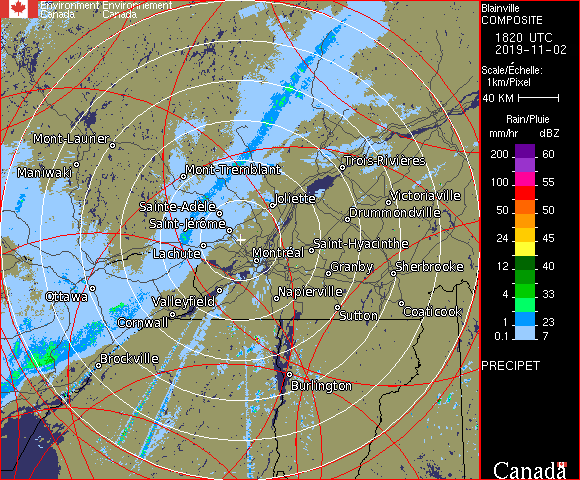 Environment Environnement
Canada Canada
Blainville
COMPOSITE
1820 UTC
2019-11-02
Scale/Échelle:
1km/Pixel
40 KM
Rain/Pluie
mm/hr dBZ
200 60
100 55
50 50
24 45
12 40
8 33
4 30
1 23
0.1 7
PRECIPET
Canada
Mont-Laurier
Maniwaki
Mont-Tremblant
Trois-Rivières
Sainte-Adèle
Joliette
Victoriaville
Drummondville
Saint-Jérôme
Lachute
Montréal
Saint-Hyacinthe
Granby
Sherbrooke
Ottawa
Valleyfield
Napierville
Cornwall
Sutton
Coaticook
Brockville
Burlington